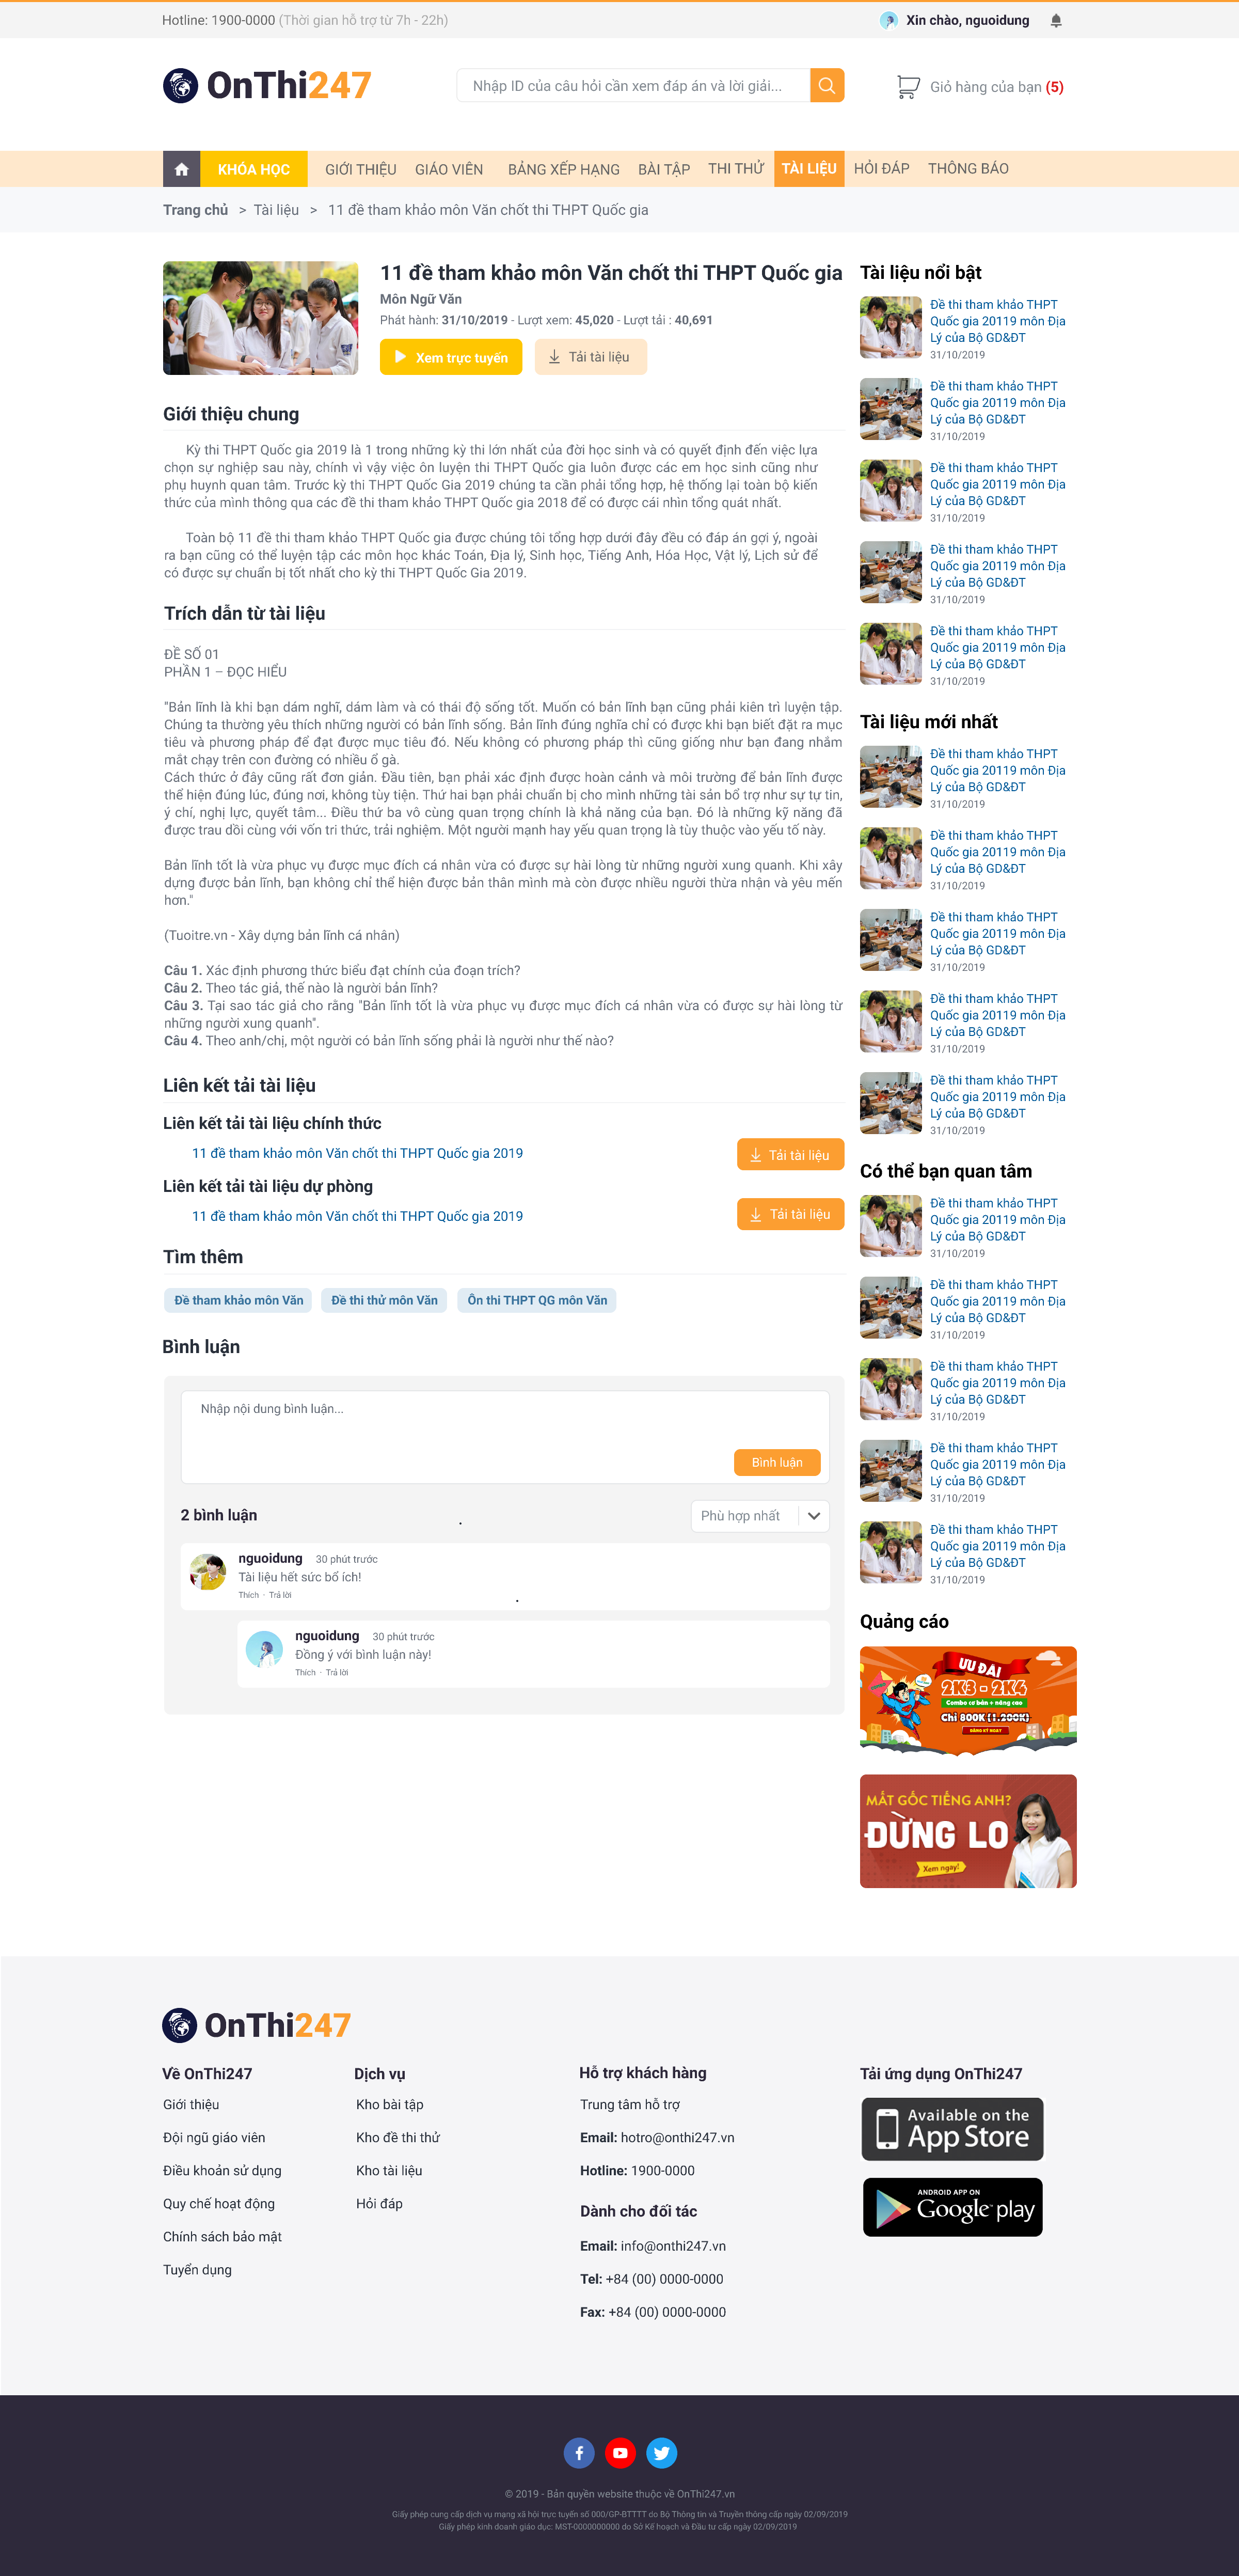 Hotline: 1900-0000 (Thời gian hỗ trợ từ 7h - 22h)
Xin chào, nguoidung
OnThi247
Nhập ID của câu hỏi cần xem đáp án và lời giải...
Giỏ hàng của bạn (5)
KHÓA HỌC GIỚI THIỆU GIÁO VIÊN BẢNG XẾP HẠNG BÀI TẬP THI THỬ TÀI LIỆU HỎI ĐÁP THÔNG BÁO
Trang chủ > Tài liệu > 11 đề tham khảo môn Văn chốt thi THPT Quốc gia
11 đề tham khảo môn Văn chốt thi THPT Quốc gia
Môn Ngữ Văn
Phát hành: 31/10/2019 - Lượt xem: 45,020 - Lượt tải : 40,691
Xem trực tuyến
Tải tài liệu
Giới thiệu chung
Kỳ thi THPT Quốc gia 2019 là 1 trong những kỳ thi lớn nhất của đời học sinh và có quyết định đến việc lựa
chọn sự nghiệp sau này, chính vì vậy việc ôn luyện thi THPT Quốc gia luôn được các em học sinh cũng như
phụ huynh quan tâm. Trước kỳ thi THPT Quốc Gia 2019 chúng ta cần phải tổng hợp, hệ thống lại toàn bộ kiến
thức của mình thông qua các đề thi tham khảo THPT Quốc gia 2018 để có được cái nhìn tổng quát nhất.
Toàn bộ 11 đề thi tham khảo THPT Quốc gia được chúng tôi tổng hợp dưới đây đều có đáp án gợi ý, ngoài
ra bạn cũng có thể luyện tập các môn học khác Toán, Địa lý, Sinh học, Tiếng Anh, Hóa Học, Vật lý, Lịch sử để
có được sự chuẩn bị tốt nhất cho kỳ thi THPT Quốc Gia 2019.
Trích dẫn từ tài liệu
ĐỀ SỐ 01
PHẦN 1 – ĐỌC HIỂU
"Bản lĩnh là khi bạn dám nghĩ, dám làm và có thái độ sống tốt. Muốn có bản lĩnh bạn cũng phải kiên trì luyện tập.
Chúng ta thường yêu thích những người có bản lĩnh sống. Bản lĩnh đúng nghĩa chỉ có được khi bạn biết đặt ra mục
tiêu và phương pháp để đạt được mục tiêu đó. Nếu không có phương pháp thì cũng giống như bạn đang nhắm
mắt chạy trên con đường có nhiều ổ gà.
Cách thức ở đây cũng rất đơn giản. Đầu tiên, bạn phải xác định được hoàn cảnh và môi trường để bản lĩnh được
thể hiện đúng lúc, đúng nơi, không tùy tiện. Thứ hai bạn phải chuẩn bị cho mình những tài sản bổ trợ như sự tự tin,
ý chí, nghị lực, quyết tâm... Điều thứ ba vô cùng quan trọng chính là khả năng của bạn. Đó là những kỹ năng đã
được trau dồi cùng với vốn tri thức, trải nghiệm. Một người mạnh hay yếu quan trọng là tùy thuộc vào yếu tố này.
Bản lĩnh tốt là vừa phục vụ được mục đích cá nhân vừa có được sự hài lòng từ những người xung quanh. Khi xây
dựng được bản lĩnh, bạn không chỉ thể hiện được bản thân mình mà còn được nhiều người thừa nhận và yêu mến
hơn."
(Tuoitre.vn - Xây dựng bản lĩnh cá nhân)
Câu 1. Xác định phương thức biểu đạt chính của đoạn trích?
Câu 2. Theo tác giả, thế nào là người bản lĩnh?
Câu 3. Tại sao tác giả cho rằng "Bản lĩnh tốt là vừa phục vụ được mục đích cá nhân vừa có được sự hài lòng từ
những người xung quanh".
Câu 4. Theo anh/chị, một người có bản lĩnh sống phải là người như thế nào?
Liên kết tải tài liệu
Liên kết tải tài liệu chính thức
11 đề tham khảo môn Văn chốt thi THPT Quốc gia 2019
Tải tài liệu
Liên kết tải tài liệu dự phòng
11 đề tham khảo môn Văn chốt thi THPT Quốc gia 2019
Tải tài liệu
Tìm thêm
Đề tham khảo môn Văn
Đề thi thử môn Văn
Ôn thi THPT QG môn Văn
Bình luận
Nhập nội dung bình luận...
Bình luận
2 bình luận
Phù hợp nhất
nguoidung 30 phút trước
Tài liệu hết sức bổ ích!
Thích · Trả lời
nguoidung 30 phút trước
Đồng ý với bình luận này!
Thích · Trả lời
Tài liệu nổi bật
Đề thi tham khảo THPT
Quốc gia 20119 môn Địa
Lý của Bộ GD&ĐT
31/10/2019
Đề thi tham khảo THPT
Quốc gia 20119 môn Địa
Lý của Bộ GD&ĐT
31/10/2019
Đề thi tham khảo THPT
Quốc gia 20119 môn Địa
Lý của Bộ GD&ĐT
31/10/2019
Đề thi tham khảo THPT
Quốc gia 20119 môn Địa
Lý của Bộ GD&ĐT
31/10/2019
Đề thi tham khảo THPT
Quốc gia 20119 môn Địa
Lý của Bộ GD&ĐT
31/10/2019
Tài liệu mới nhất
Đề thi tham khảo THPT
Quốc gia 20119 môn Địa
Lý của Bộ GD&ĐT
31/10/2019
Đề thi tham khảo THPT
Quốc gia 20119 môn Địa
Lý của Bộ GD&ĐT
31/10/2019
Đề thi tham khảo THPT
Quốc gia 20119 môn Địa
Lý của Bộ GD&ĐT
31/10/2019
Đề thi tham khảo THPT
Quốc gia 20119 môn Địa
Lý của Bộ GD&ĐT
31/10/2019
Đề thi tham khảo THPT
Quốc gia 20119 môn Địa
Lý của Bộ GD&ĐT
31/10/2019
Có thể bạn quan tâm
Đề thi tham khảo THPT
Quốc gia 20119 môn Địa
Lý của Bộ GD&ĐT
31/10/2019
Đề thi tham khảo THPT
Quốc gia 20119 môn Địa
Lý của Bộ GD&ĐT
31/10/2019
Đề thi tham khảo THPT
Quốc gia 20119 môn Địa
Lý của Bộ GD&ĐT
31/10/2019
Đề thi tham khảo THPT
Quốc gia 20119 môn Địa
Lý của Bộ GD&ĐT
31/10/2019
Đề thi tham khảo THPT
Quốc gia 20119 môn Địa
Lý của Bộ GD&ĐT
31/10/2019
Quảng cáo
ƯU ĐÃI
2K3 - 2K4
Combo cơ bản + nâng cao
Chỉ 800K (1.200K)
ĐĂNG KÝ NGAY
MẤT GỐC TIẾNG ANH?
ĐỪNG LO
Xem ngay!
OnThi247
Về OnThi247
Giới thiệu
Đội ngũ giáo viên
Điều khoản sử dụng
Quy chế hoạt động
Chính sách bảo mật
Tuyển dụng
Dịch vụ
Kho bài tập
Kho đề thi thử
Kho tài liệu
Hỏi đáp
Hỗ trợ khách hàng
Trung tâm hỗ trợ
Email: hotro@onthi247.vn
Hotline: 1900-0000
Dành cho đối tác
Email: info@onthi247.vn
Tel: +84 (00) 0000-0000
Fax: +84 (00) 0000-0000
Tải ứng dụng OnThi247
Available on the
App Store
ANDROID APP ON
Google play
© 2019 - Bản quyền website thuộc về OnThi247.vn
Giấy phép cung cấp dịch vụ mạng xã hội trực tuyến số 000/GP-BTTTT do Bộ Thông tin và Truyền thông cấp ngày 02/09/2019
Giấy phép kinh doanh giáo dục: MST-0000000000 do Sở Kế hoạch và Đầu tư cấp ngày 02/09/2019